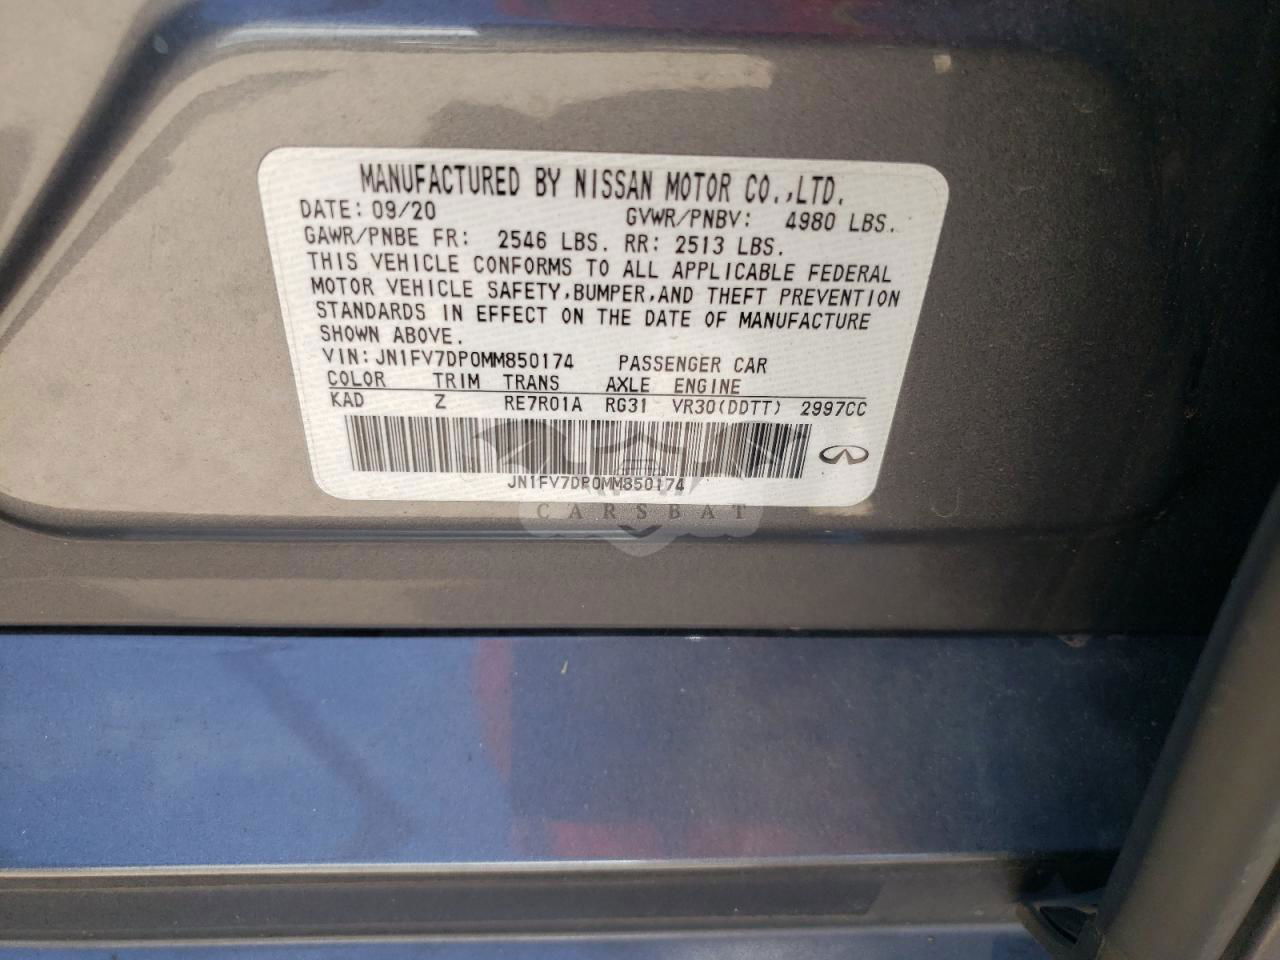 MANUFACTURED BY NISSAN MOTOR CO.,LTD.
DATE: 09/20 GVWR/PNBV: 4980 LBS.
GAWR/PNBE FR: 2546 LBS. RR: 2513 LBS.
THIS VEHICLE CONFORMS TO ALL APPLICABLE FEDERAL
MOTOR VEHICLE SAFETY,BUMPER,AND THEFT PREVENTION
STANDARDS IN EFFECT ON THE DATE OF MANUFACTURE
SHOWN ABOVE.
VIN: JN1FV7DP0MM850174 PASSENGER CAR
COLOR TRIM TRANS AXLE ENGINE
KAD Z RE7R01A RG31 VR30(DDTT) 2997CC
JN1FV7DP0MM850174
CARSBAT